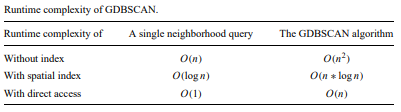 Runtime complexity of GDBSCAN.
Runtime complexity of A single neighborhood query The GDBSCAN algorithm
Without index O(n) O(n²)
With spatial index O(log n) O(n ∗ log n)
With direct access O(1) O(n)